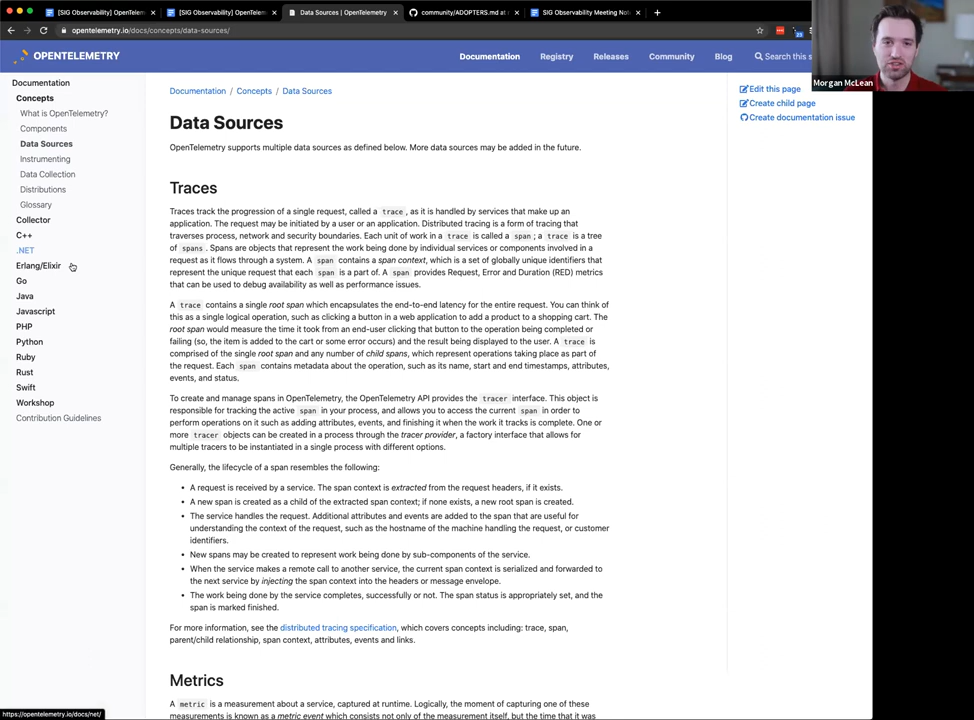 [SIG Observability] OpenTelem
[SIG Observability] OpenTelem
Data Sources | OpenTelemetry
community/ADOPTERS.md at
SIG Observability Meeting Not
opentelemetry.io/docs/concepts/data-sources/
Morgan McLean
OPENTELEMETRY
Documentation
Registry
Releases
Community
Blog
Search this s
Documentation
Concepts
What is OpenTelemetry?
Components
Data Sources
Instrumenting
Data Collection
Distributions
Glossary
Collector
C++
.NET
Erlang/Elixir
Go
Java
Javascript
PHP
Python
Ruby
Rust
Swift
Workshop
Contribution Guidelines
Documentation / Concepts / Data Sources
Data Sources
OpenTelemetry supports multiple data sources as defined below. More data sources may be added in the future.
Traces
Traces track the progression of a single request, called a trace, as it is handled by services that make up an
application. The request may be initiated by a user or an application. Distributed tracing is a form of tracing that
traverses process, network and security boundaries. Each unit of work in a trace is called a span; a trace is a tree
of spans. Spans are objects that represent the work being done by individual services or components involved in a
request as it flows through a system. A span contains a span context, which is a set of globally unique identifiers that
represent the unique request that each span is a part of. A span provides Request, Error and Duration (RED) metrics
that can be used to debug availability as well as performance issues.
A trace contains a single root span which encapsulates the end-to-end latency for the entire request. You can think of
this as a single logical operation, such as clicking a button in a web application to add a product to a shopping cart. The
root span would measure the time it took from an end-user clicking that button to the operation being completed or
failing (so, the item is added to the cart or some error occurs) and the result being displayed to the user. A trace is
comprised of the single root span and any number of child spans, which represent operations taking place as part of
the request. Each span contains metadata about the operation, such as its name, start and end timestamps, attributes,
events, and status.
To create and manage spans in OpenTelemetry, the OpenTelemetry API provides the tracer interface. This object is
responsible for tracking the active span in your process, and allows you to access the current span in order to
perform operations on it such as adding attributes, events, and finishing it when the work it tracks is complete. One or
more tracer objects can be created in a process through the tracer provider, a factory interface that allows for
multiple tracers to be instantiated in a single process with different options.
Generally, the lifecycle of a span resembles the following:
• A request is received by a service. The span context is extracted from the request headers, if it exists.
• A new span is created as a child of the extracted span context; if none exists, a new root span is created.
• The service handles the request. Additional attributes and events are added to the span that are useful for
understanding the context of the request, such as the hostname of the machine handling the request, or customer
identifiers.
• New spans may be created to represent work being done by sub-components of the service.
• When the service makes a remote call to another service, the current span context is serialized and forwarded to
the next service by injecting the span context into the headers or message envelope.
• The work being done by the service completes, successfully or not. The span status is appropriately set, and the
span is marked finished.
For more information, see the distributed tracing specification, which covers concepts including: trace, span,
parent/child relationship, span context, attributes, events and links.
Metrics
A metric is a measurement about a service, captured at runtime. Logically, the moment of capturing one of these
measurements is known as a metric event which consists not only of the measurement itself, but the time that it was
Edit this page
Create child page
Create documentation issue
https://opentelemetry.io/docs/net/